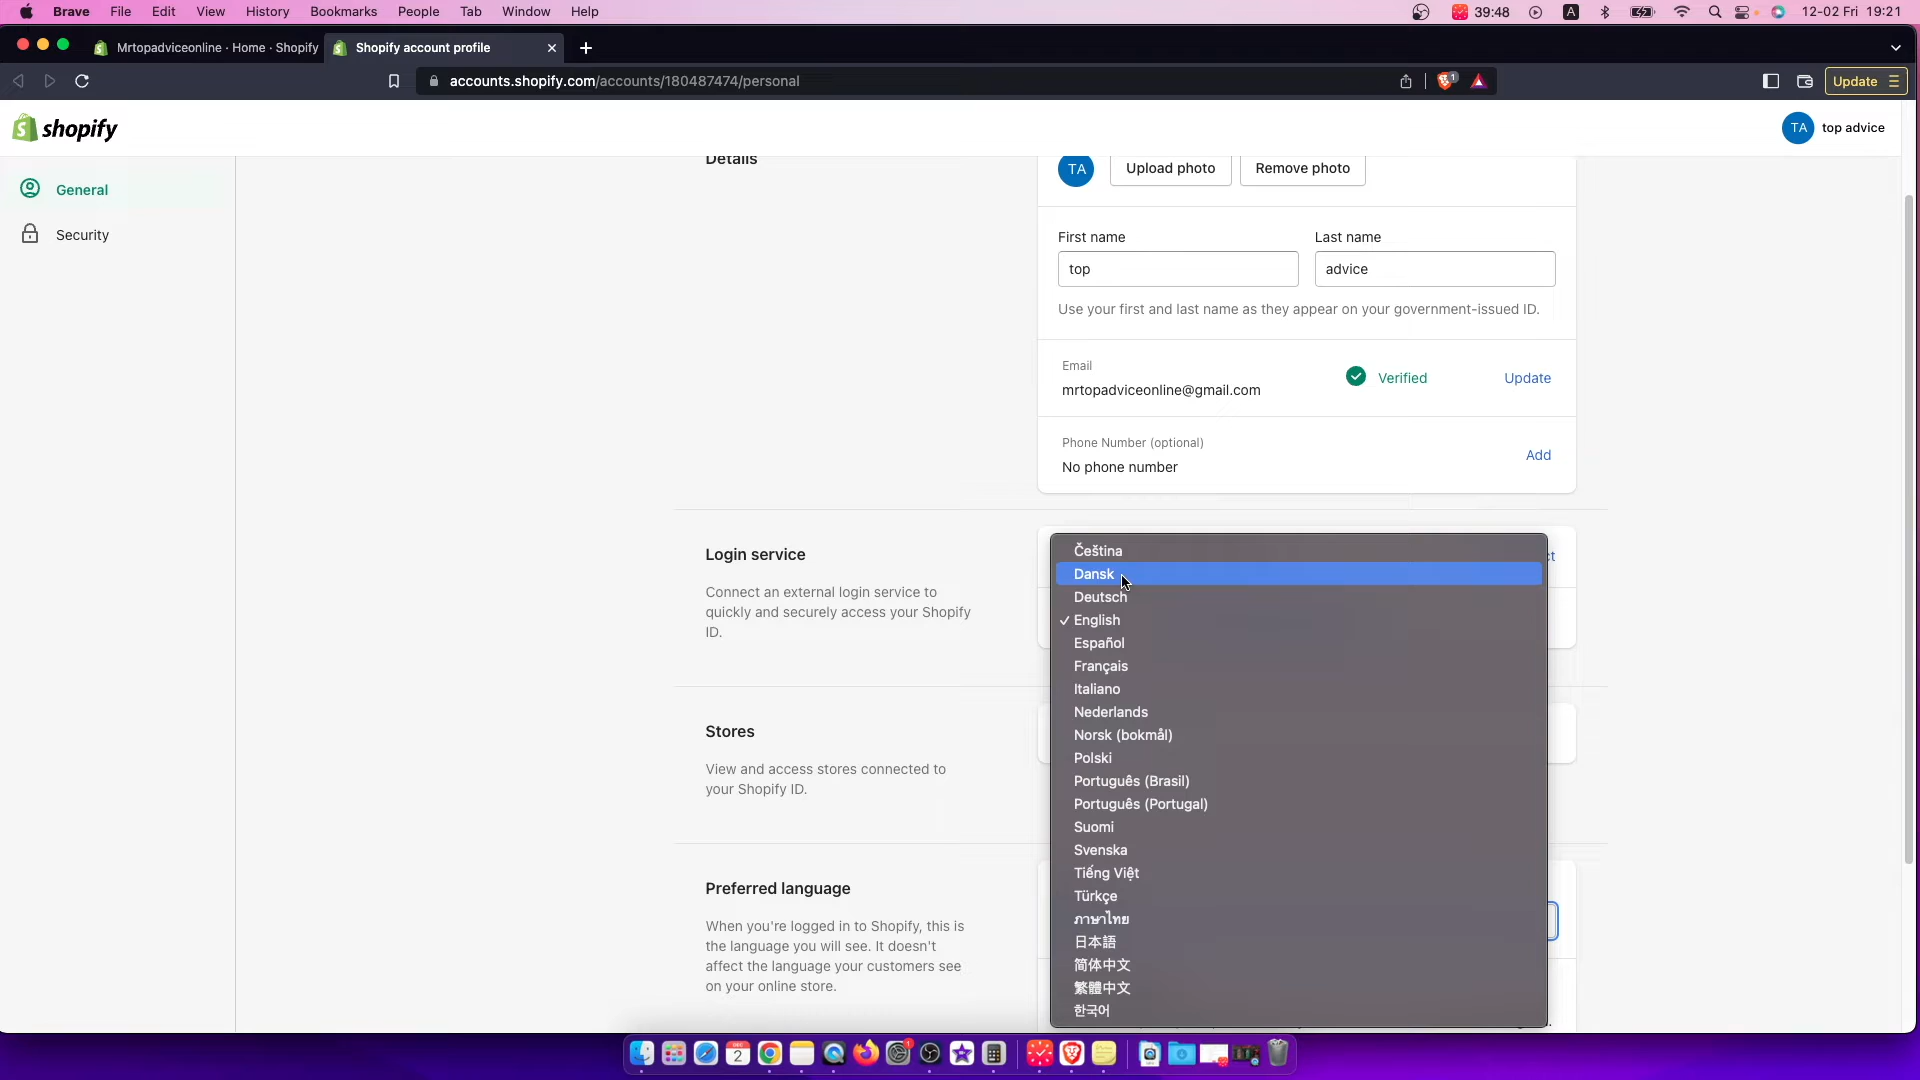 Brave File Edit View History Bookmarks People Tab Window Help 39:48 A 12-02 Fri 19:21
Mrtopadviceonline · Home · Shopify Shopify account profile
accounts.shopify.com/accounts/180487474/personal 1 Update
shopify TA top advice
General
Security
Details
TA Upload photo Remove photo
First name Last name
top advice
Use your first and last name as they appear on your government-issued ID.
Email
mrtopadviceonline@gmail.com Verified Update
Phone Number (optional)
No phone number Add
Login service
Connect an external login service to
quickly and securely access your Shopify
ID.
Stores
View and access stores connected to
your Shopify ID.
Preferred language
When you're logged in to Shopify, this is
the language you will see. It doesn't
affect the language your customers see
on your online store.
Čeština
Dansk
Deutsch
English
Español
Français
Italiano
Nederlands
Norsk (bokmål)
Polski
Português (Brasil)
Português (Portugal)
Suomi
Svenska
Tiếng Việt
Türkçe
ภาษาไทย
日本語
简体中文
繁體中文
한국어
DEC
2
1